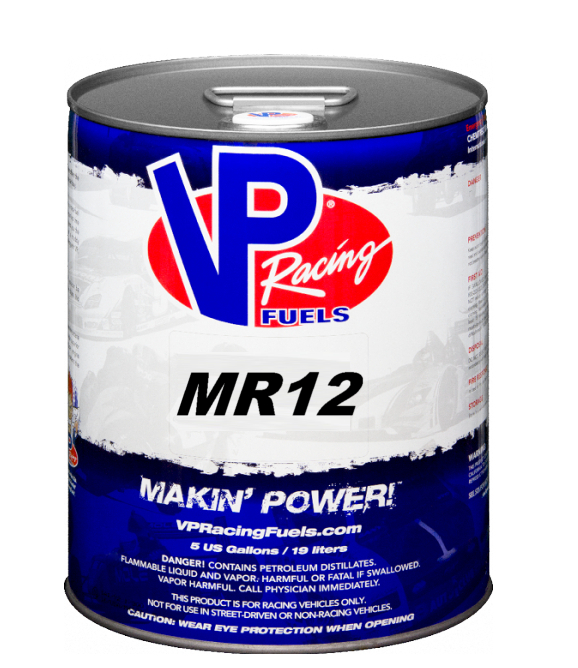 VP
®
Racing
FUELS
MR12
MAKIN' POWER!
VPRacingFuels.com
5 US Gallons / 19 liters
DANGER! CONTAINS PETROLEUM DISTILLATES.
FLAMMABLE LIQUID AND VAPOR. HARMFUL OR FATAL IF SWALLOWED.
VAPOR HARMFUL. CALL PHYSICIAN IMMEDIATELY.
THIS PRODUCT IS FOR RACING VEHICLES ONLY.
NOT FOR USE IN STREET-DRIVEN OR NON-RACING VEHICLES.
CAUTION: WEAR EYE PROTECTION WHEN OPENING